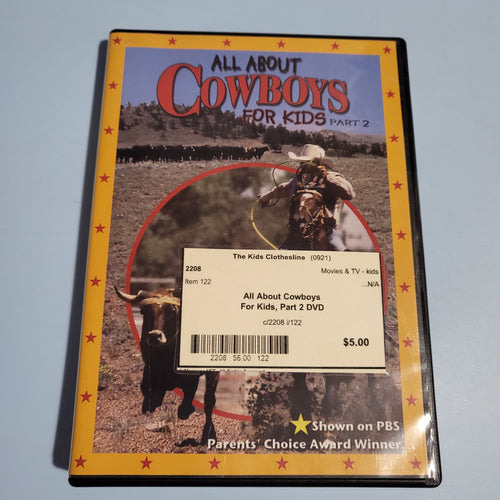 ALL ABOUT
COWBOYS
FOR KIDS PART 2
The Kids Clothesline (0921)
2208 Movies & TV - kids
Item 122 ...N/A
All About Cowboys
For Kids, Part 2 DVD
c/2208 i/122
$5.00
2208 $5.00 122
Shown on PBS
Parents' Choice Award Winner